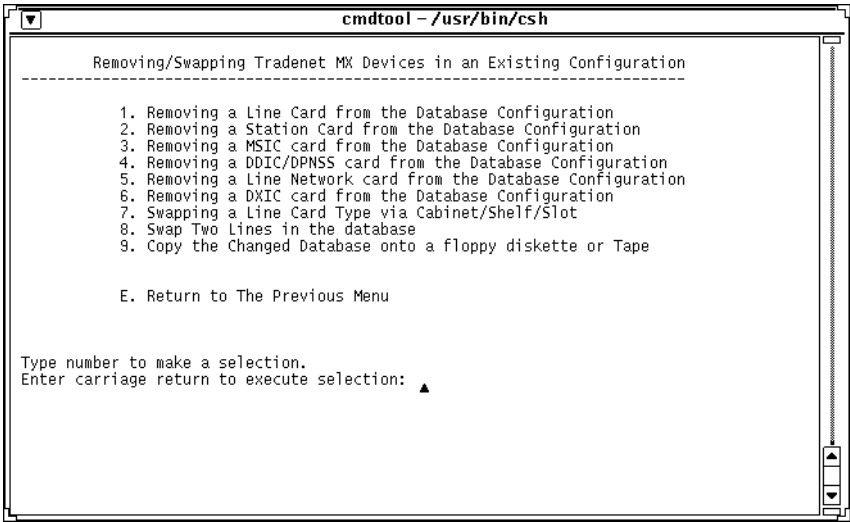 cmdtool – /usr/bin/csh
Removing/Swapping Tradenet MX Devices in an Existing Configuration
--------------------------------------------------------------------------
1. Removing a Line Card from the Database Configuration
2. Removing a Station Card from the Database Configuration
3. Removing a MSIC card from the Database Configuration
4. Removing a DDIC/DPNSS card from the Database Configuration
5. Removing a Line Network card from the Database Configuration
6. Removing a DXIC card from the Database Configuration
7. Swapping a Line Card Type via Cabinet/Shelf/Slot
8. Swap Two Lines in the database
9. Copy the Changed Database onto a floppy diskette or Tape
E. Return to The Previous Menu
Type number to make a selection.
Enter carriage return to execute selection: